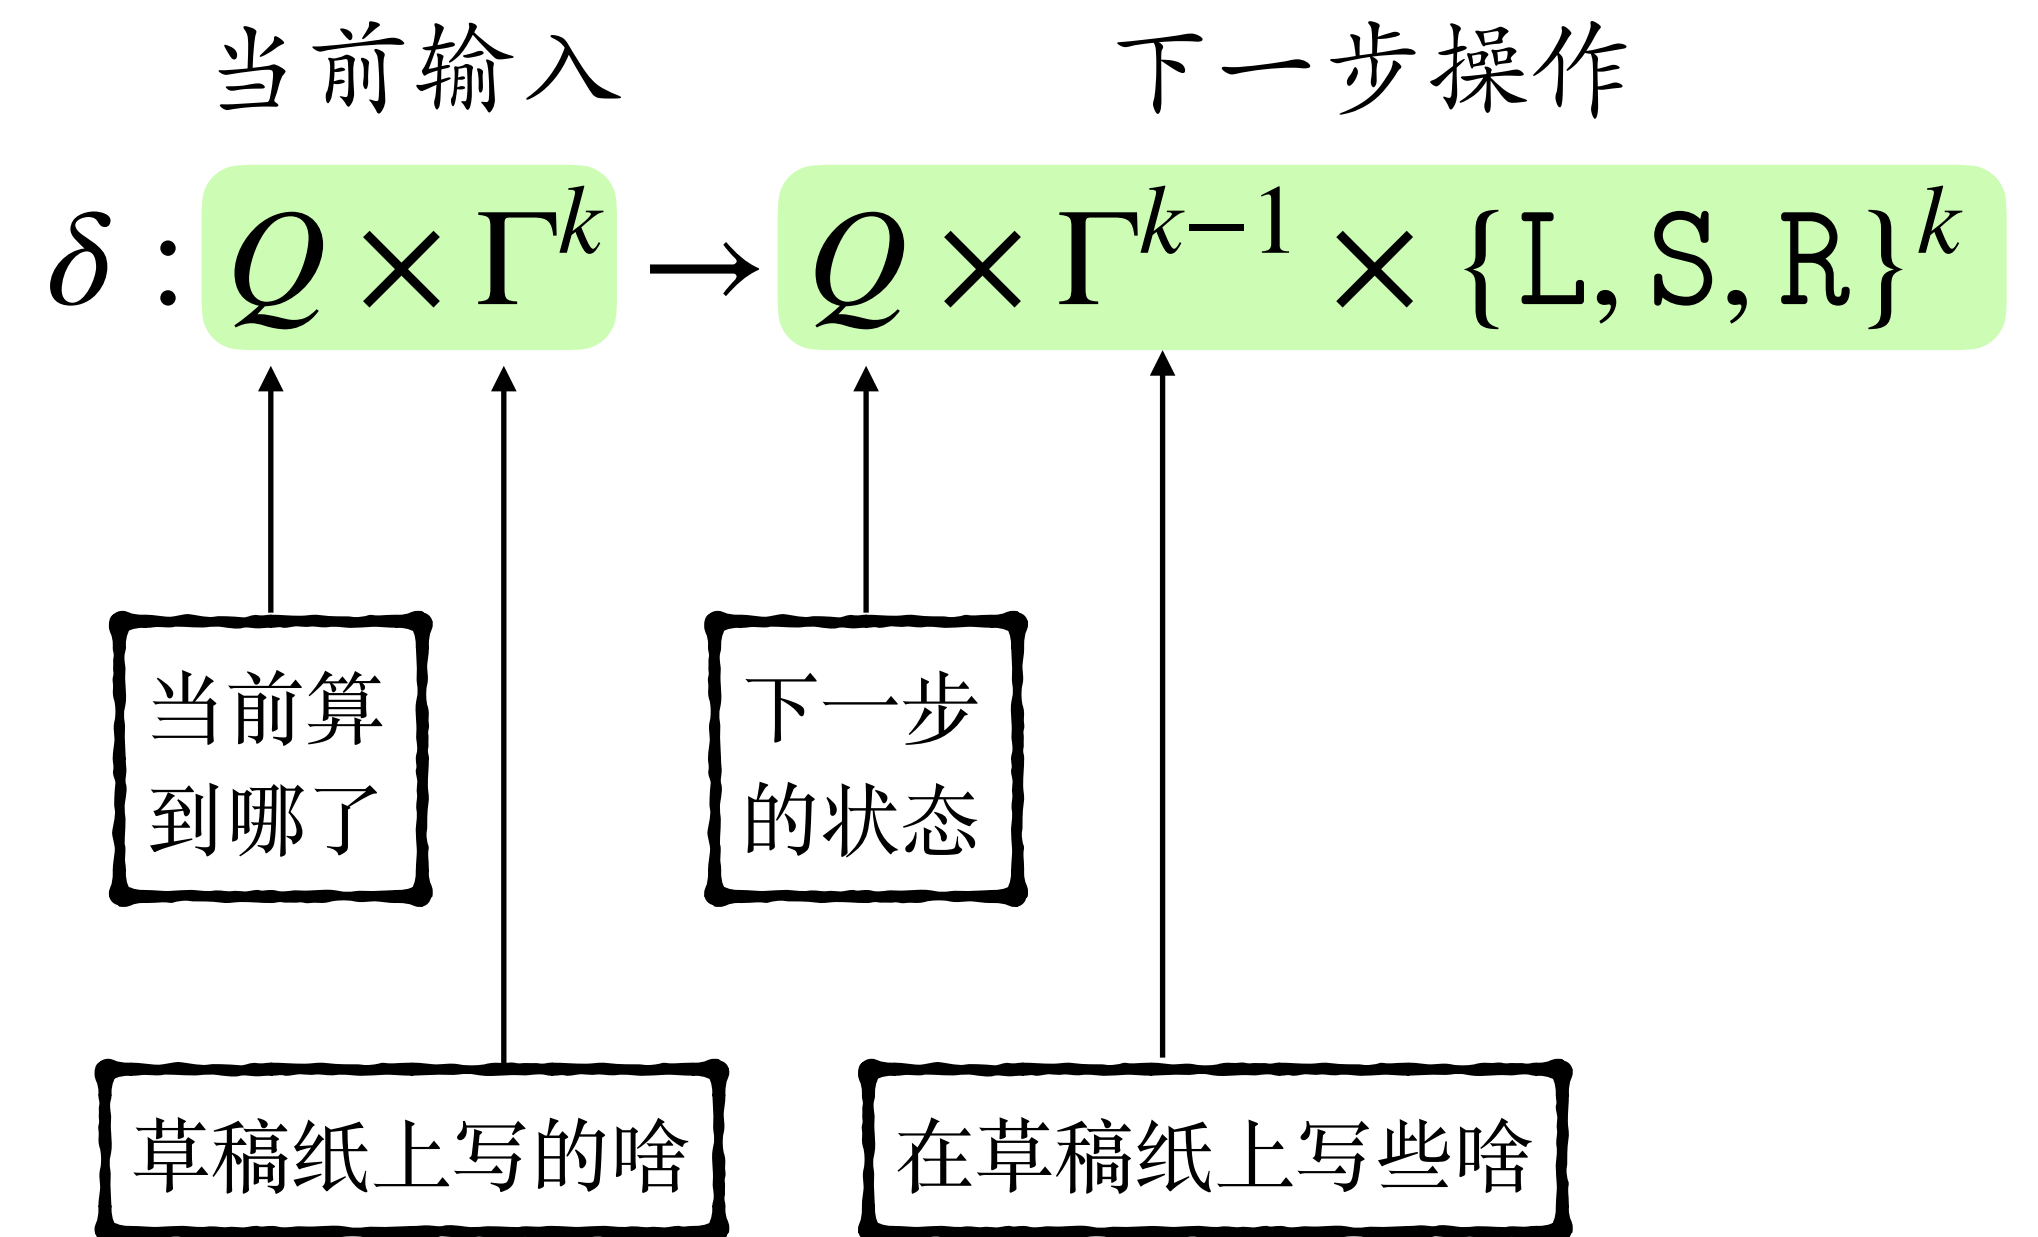 当前输入 下一步操作
δ : Q × Γ^k → Q × Γ^{k−1} × {L, S, R}^k
当前算
到哪了
下一步
的状态
草稿纸上写的啥
在草稿纸上写些啥